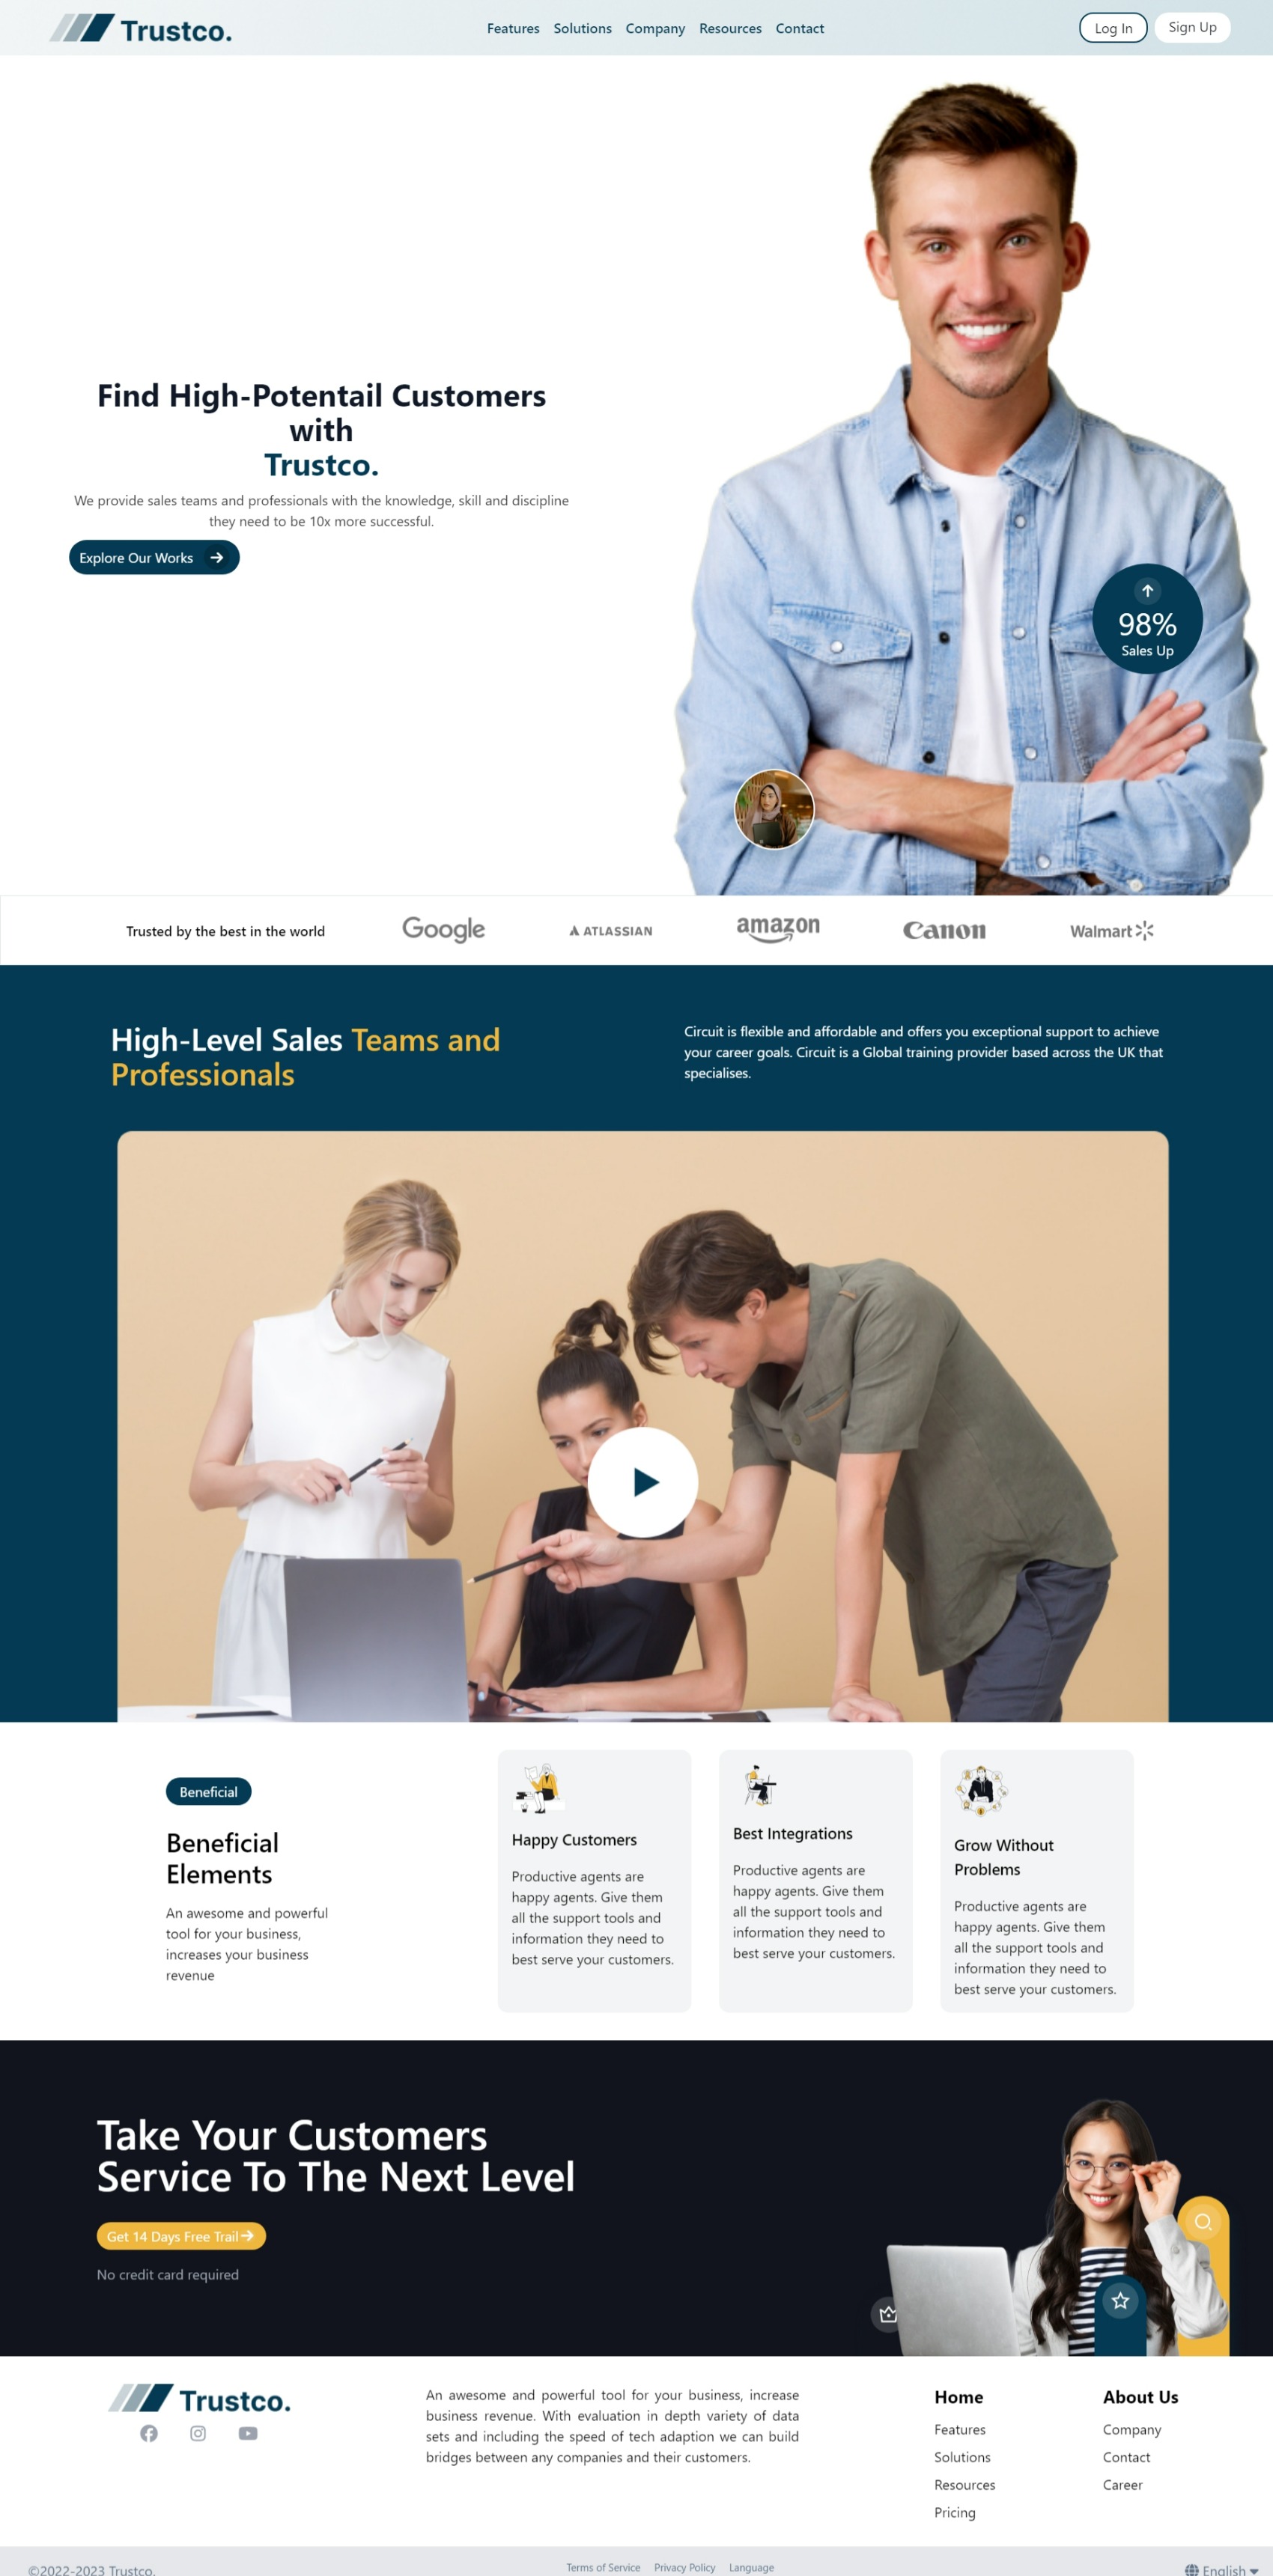 Trustco.
Features Solutions Company Resources Contact
Log In
Sign Up
Find High-Potentail Customers
with
Trustco.
We provide sales teams and professionals with the knowledge, skill and discipline
they need to be 10x more successful.
Explore Our Works
98%
Sales Up
Trusted by the best in the world
Google
ATLASSIAN
amazon
Canon
Walmart
High-Level Sales Teams and
Professionals
Circuit is flexible and affordable and offers you exceptional support to achieve
your career goals. Circuit is a Global training provider based across the UK that
specialises.
Beneficial
Beneficial
Elements
An awesome and powerful
tool for your business,
increases your business
revenue
Happy Customers
Productive agents are
happy agents. Give them
all the support tools and
information they need to
best serve your customers.
Best Integrations
Productive agents are
happy agents. Give them
all the support tools and
information they need to
best serve your customers.
Grow Without
Problems
Productive agents are
happy agents. Give them
all the support tools and
information they need to
best serve your customers.
Take Your Customers
Service To The Next Level
Get 14 Days Free Trail
No credit card required
Trustco.
An awesome and powerful tool for your business, increase
business revenue. With evaluation in depth variety of data
sets and including the speed of tech adaption we can build
bridges between any companies and their customers.
Home
Features
Solutions
Resources
Pricing
About Us
Company
Contact
Career
©2022-2023 Trustco.
Terms of Service Privacy Policy Language
English